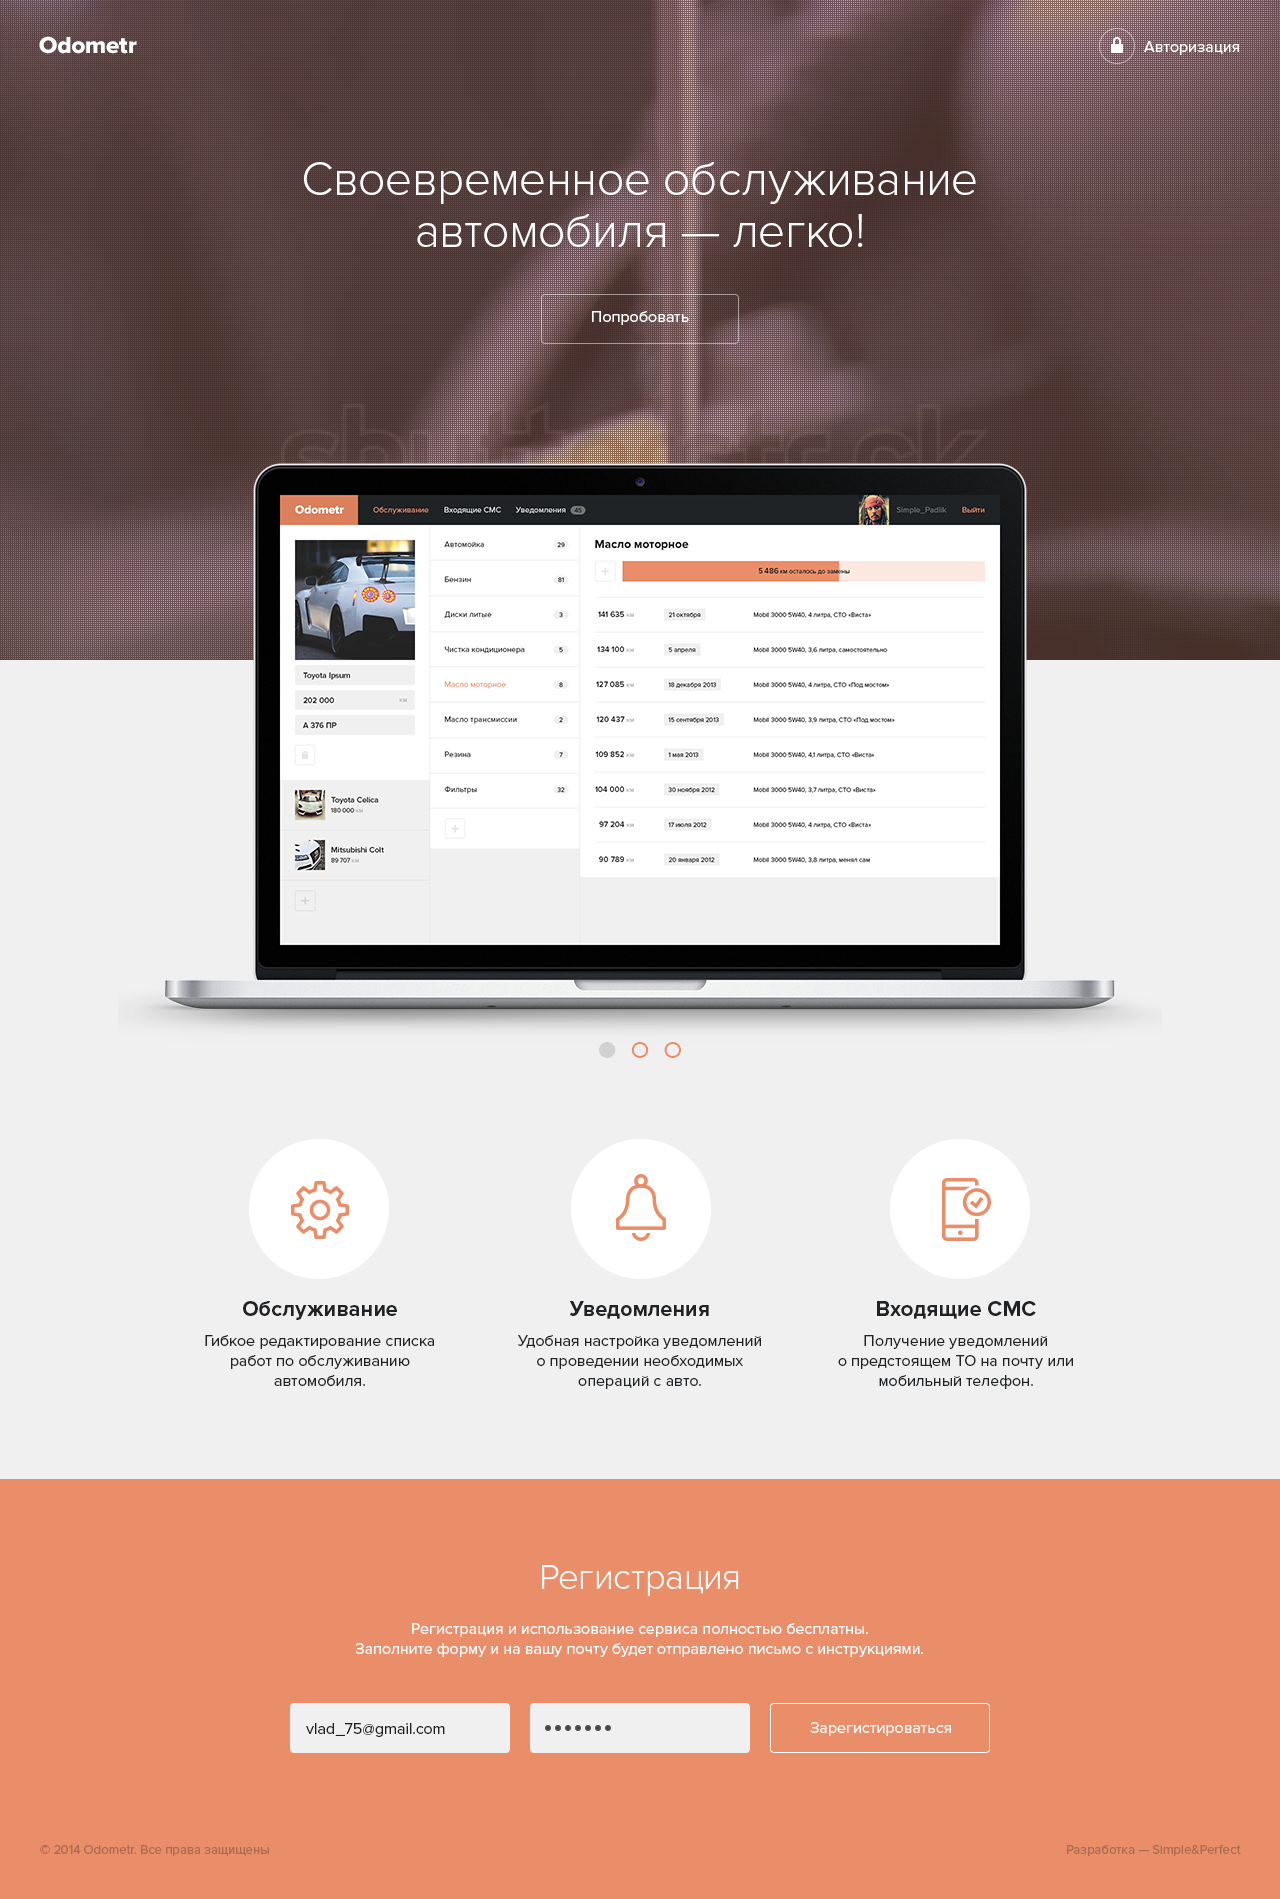 Odometr
Авторизация
Своевременное обслуживание
автомобиля — легко!
Попробовать
shutterstock
Odometr
Обслуживание
Входящие СМС
Уведомления 45
Simple_Padlik
Выйти
Toyota Ipsum
202 000 км
А 376 ПР
Toyota Celica
180 000 км
Mitsubishi Colt
89 707 км
Автомойка 29
Бензин 81
Диски литые 3
Чистка кондиционера 5
Масло моторное 8
Масло трансмиссии 2
Резина 7
Фильтры 32
Масло моторное
5 486 км осталось до замены
141 635 км 21 октября Mobil 3000 5W40, 4 литра, СТО «Виста»
134 100 км 5 апреля Mobil 3000 5W40, 3,6 литра, самостоятельно
127 085 км 18 декабря 2013 Mobil 3000 5W40, 4 литра, СТО «Под мостом»
120 437 км 15 сентября 2013 Mobil 3000 5W40, 3,9 литра, СТО «Под мостом»
109 852 км 1 мая 2013 Mobil 3000 5W40, 4,1 литра, СТО «Виста»
104 000 км 30 ноября 2012 Mobil 3000 5W40, 3,7 литра, СТО «Виста»
97 204 км 17 июля 2012 Mobil 3000 5W40, 4 литра, СТО «Виста»
90 789 км 20 января 2012 Mobil 3000 5W40, 3,8 литра, менял сам
Обслуживание
Гибкое редактирование списка
работ по обслуживанию
автомобиля.
Уведомления
Удобная настройка уведомлений
о проведении необходимых
операций с авто.
Входящие СМС
Получение уведомлений
о предстоящем ТО на почту или
мобильный телефон.
Регистрация
Регистрация и использование сервиса полностью бесплатны.
Заполните форму и на вашу почту будет отправлено письмо с инструкциями.
vlad_75@gmail.com
•••••••
Зарегистироваться
© 2014 Odometr. Все права защищены
Разработка — Simple&Perfect